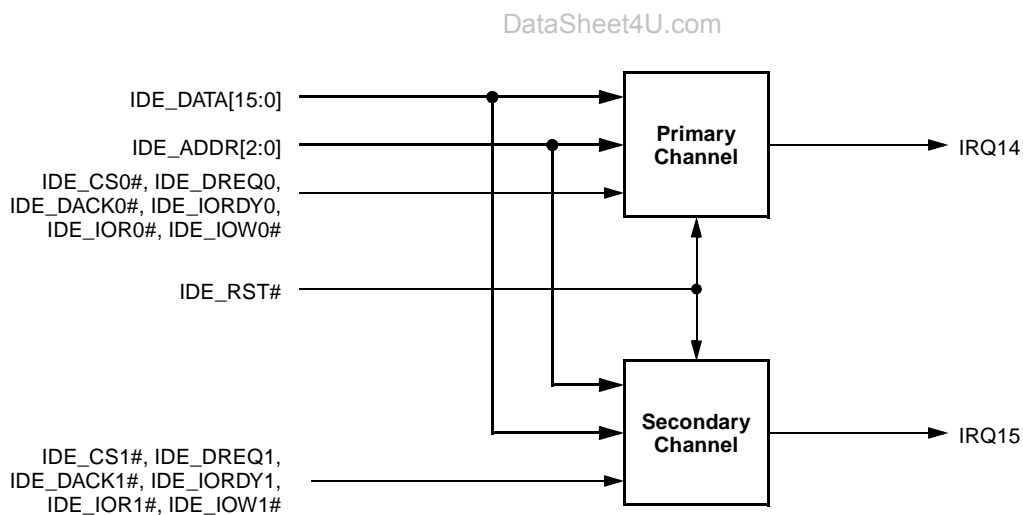 DataSheet4U.com
IDE_DATA[15:0]
IDE_ADDR[2:0]
IDE_CS0#, IDE_DREQ0,
IDE_DACK0#, IDE_IORDY0,
IDE_IOR0#, IDE_IOW0#
Primary
Channel
IRQ14
IDE_RST#
Secondary
Channel
IRQ15
IDE_CS1#, IDE_DREQ1,
IDE_DACK1#, IDE_IORDY1,
IDE_IOR1#, IDE_IOW1#